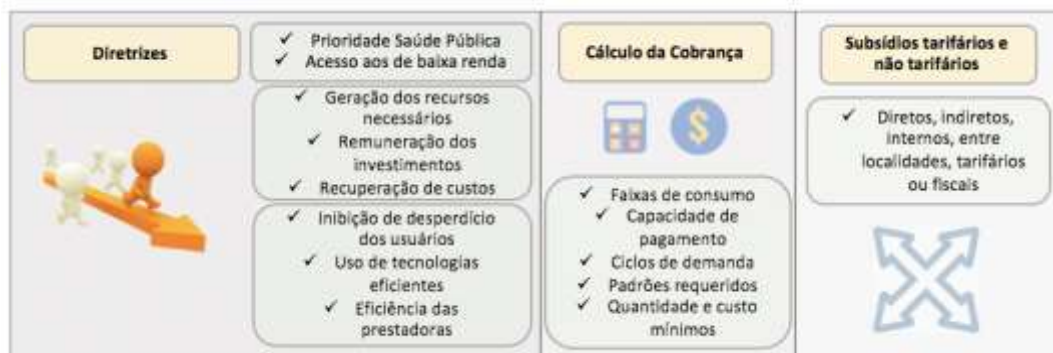 Diretrizes
✓ Prioridade Saúde Pública
✓ Acesso aos de baixa renda
✓ Geração dos recursos
necessários
✓ Remuneração dos
investimentos
✓ Recuperação de custos
✓ Inibição de desperdício
dos usuários
✓ Uso de tecnologias
eficientes
✓ Eficiência das
prestadoras
Cálculo da Cobrança
$
✓ Faixas de consumo
✓ Capacidade de
pagamento
✓ Ciclos de demanda
✓ Padrões requeridos
✓ Quantidade e custo
mínimos
Subsídios tarifários e
não tarifários
✓ Diretos, indiretos,
internos, entre
localidades, tarifários
ou fiscais